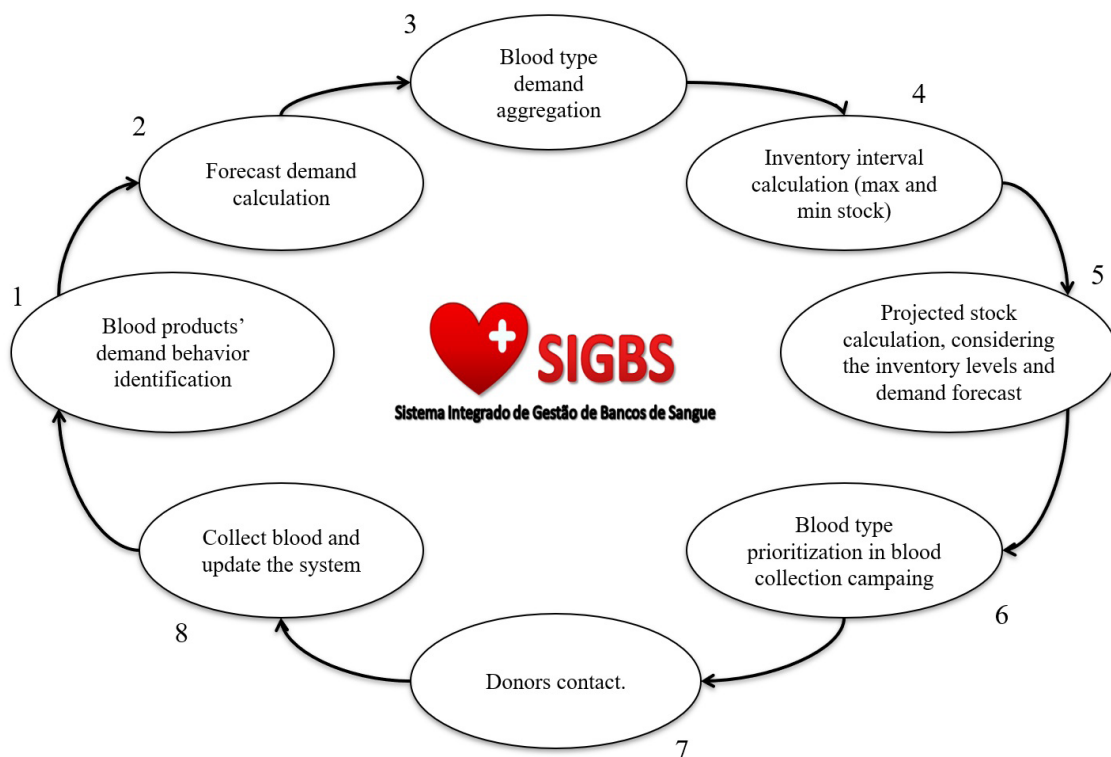 1
Blood products’
demand behavior
identification
2
Forecast demand
calculation
3
Blood type
demand
aggregation
4
Inventory interval
calculation (max and
min stock)
5
Projected stock
calculation, considering
the inventory levels and
demand forecast
6
Blood type
prioritization in blood
collection campaing
7
Donors contact.
8
Collect blood and
update the system
SIGBS
Sistema Integrado de Gestão de Bancos de Sangue